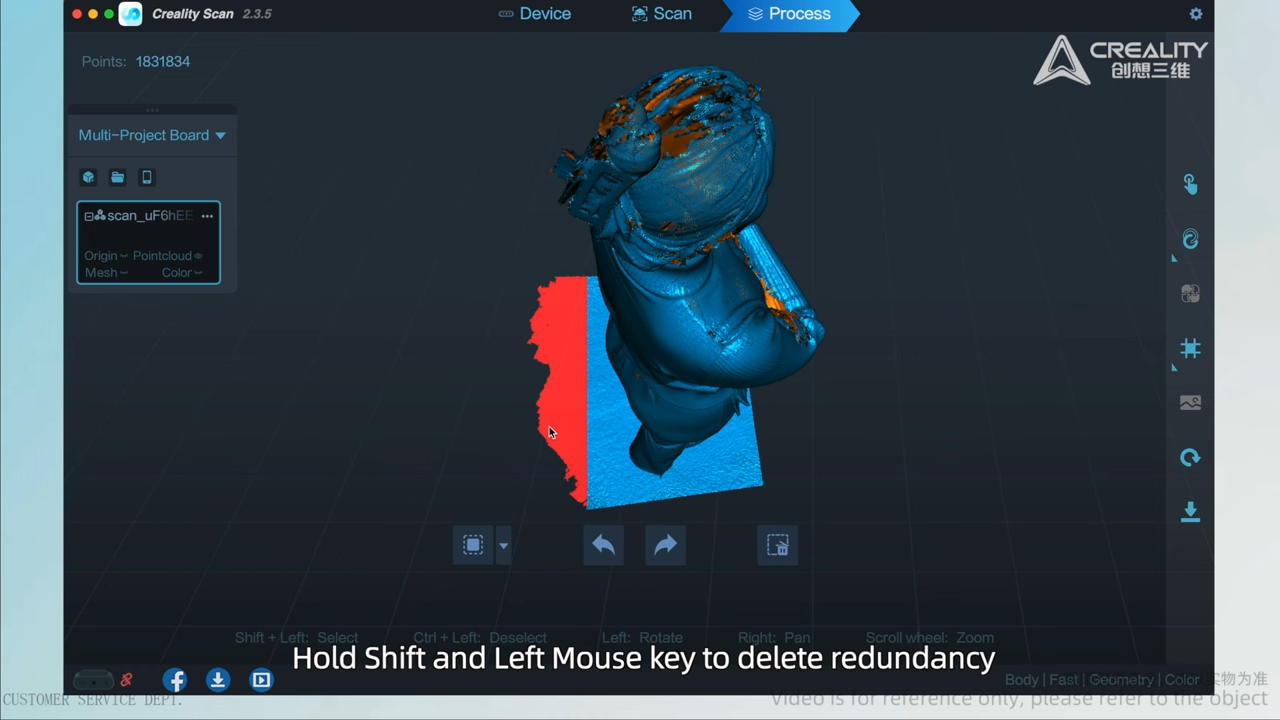 Creality Scan 2.3.5
Device
Scan
Process
Points: 1831834
CREALITY
创想三维
Multi-Project Board
scan_uF6hEE
Origin Pointcloud
Mesh Color
Shift + Left: Select Ctrl + Left: Deselect Left: Rotate Right: Pan Scroll wheel: Zoom
Hold Shift and Left Mouse key to delete redundancy
Body | Fast | Geometry | Color
实物为准
CUSTOMER SERVICE DEPT.
Video is for reference only, please refer to the object